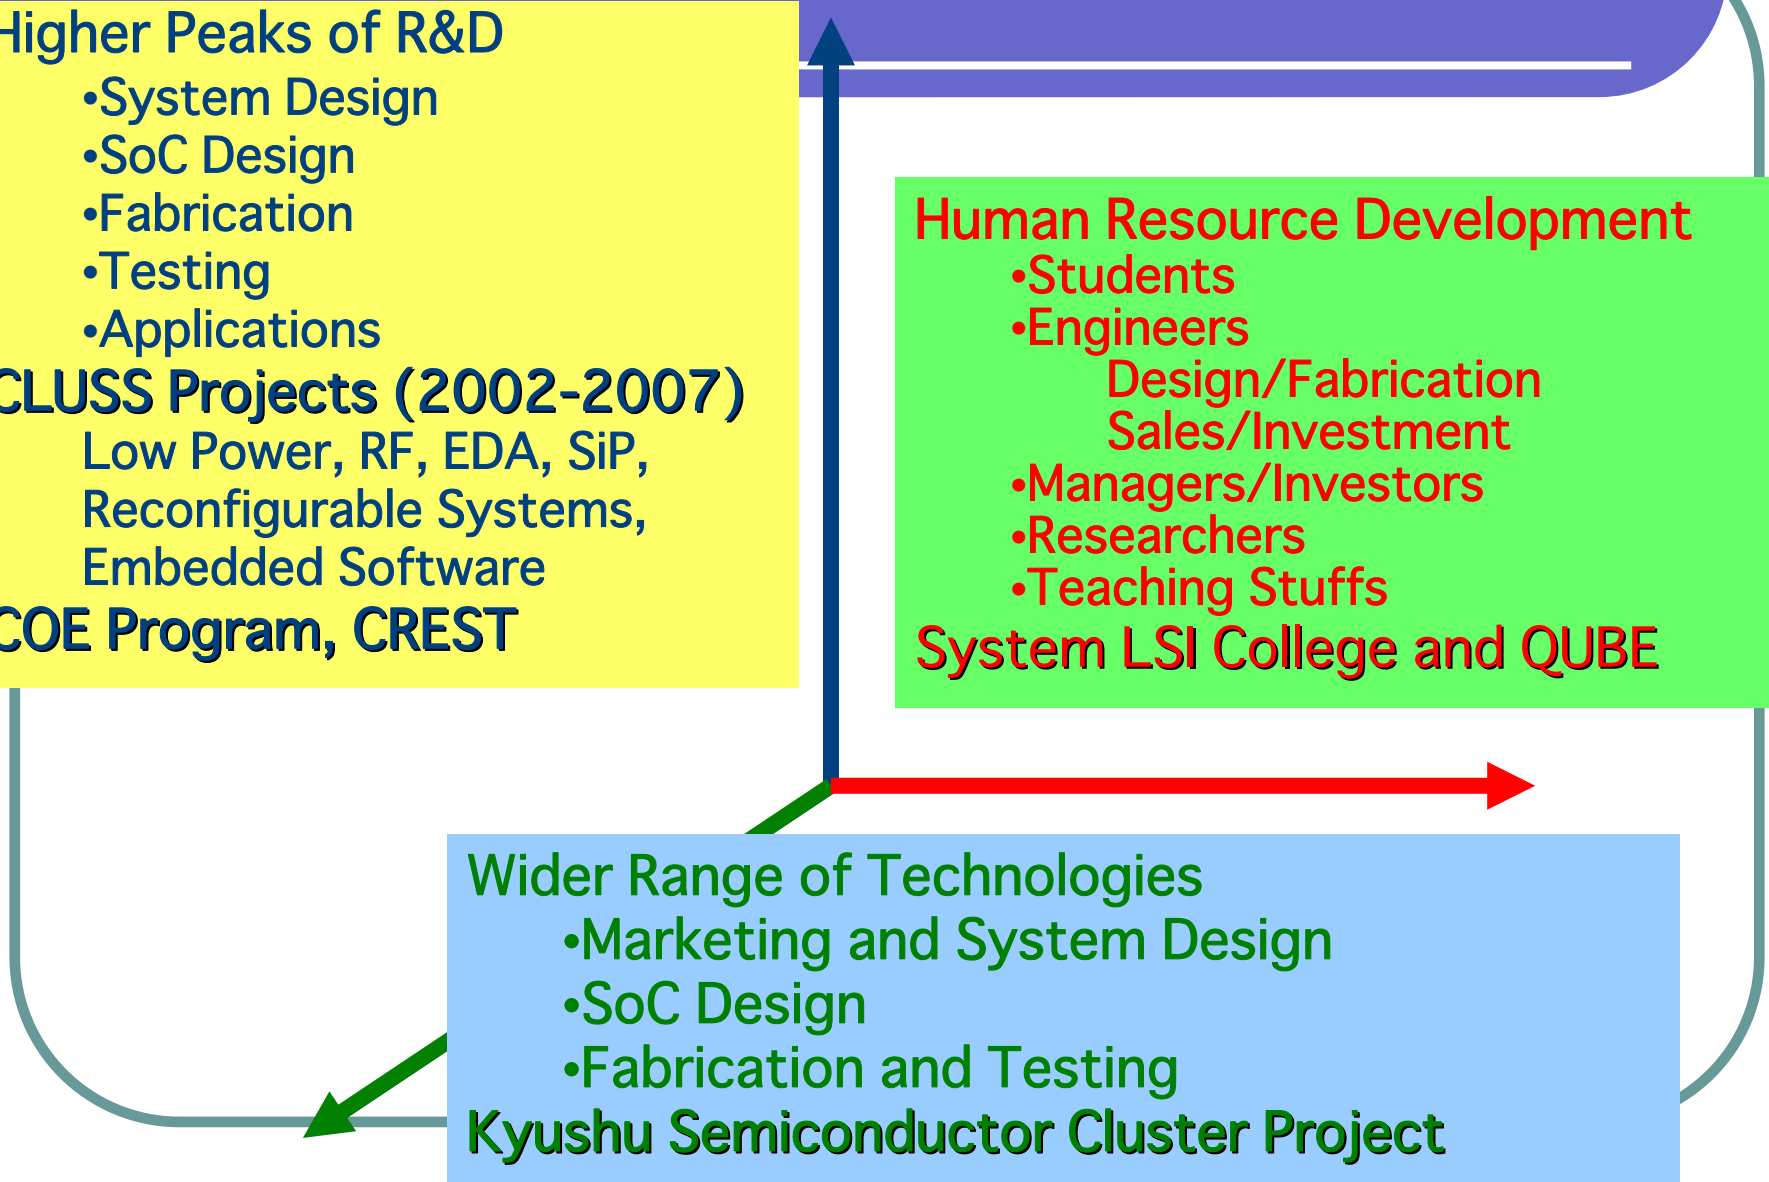 Higher Peaks of R&D
•System Design
•SoC Design
•Fabrication
•Testing
•Applications
CLUSS Projects (2002-2007)
Low Power, RF, EDA, SiP,
Reconfigurable Systems,
Embedded Software
COE Program, CREST
Human Resource Development
•Students
•Engineers
Design/Fabrication
Sales/Investment
•Managers/Investors
•Researchers
•Teaching Stuffs
System LSI College and QUBE
Wider Range of Technologies
•Marketing and System Design
•SoC Design
•Fabrication and Testing
Kyushu Semiconductor Cluster Project